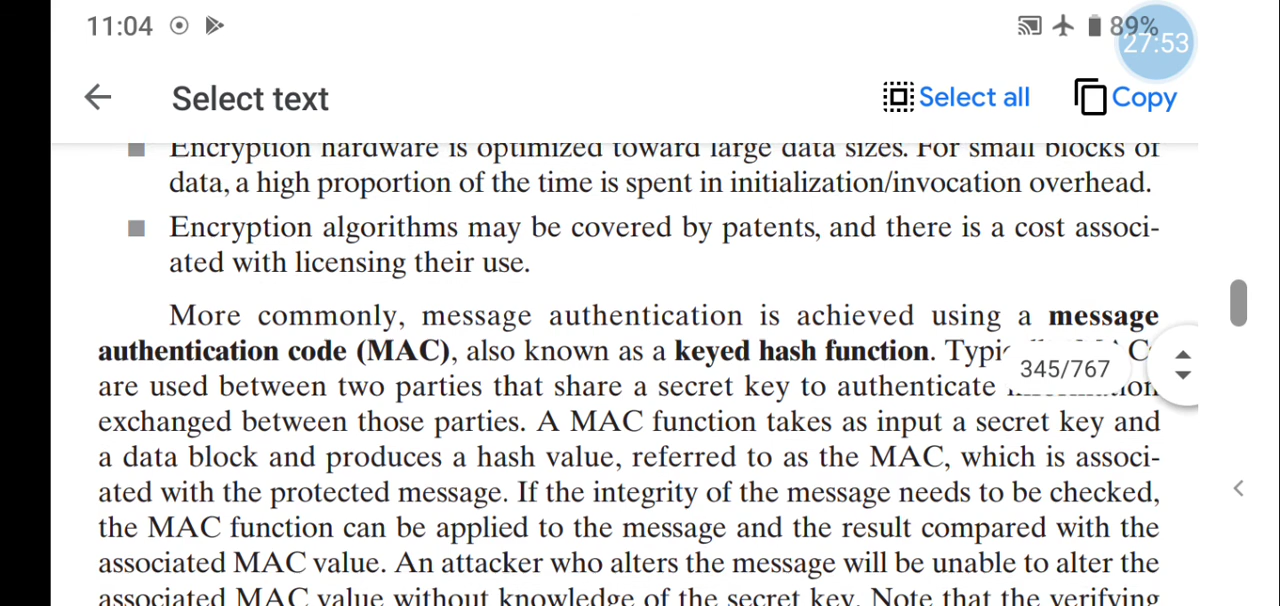 11:04
89%
27:53
Select text
Select all
Copy
■ Encryption hardware is optimized toward large data sizes. For small blocks of
data, a high proportion of the time is spent in initialization/invocation overhead.
■ Encryption algorithms may be covered by patents, and there is a cost associ-
ated with licensing their use.
More commonly, message authentication is achieved using a message
authentication code (MAC), also known as a keyed hash function.
345/767
are used between two parties that share a secret key to authenticate
exchanged between those parties. A MAC function takes as input a secret key and
a data block and produces a hash value, referred to as the MAC, which is associ-
ated with the protected message. If the integrity of the message needs to be checked,
the MAC function can be applied to the message and the result compared with the
associated MAC value. An attacker who alters the message will be unable to alter the
associated MAC value without knowledge of the secret key. Note that the verifying